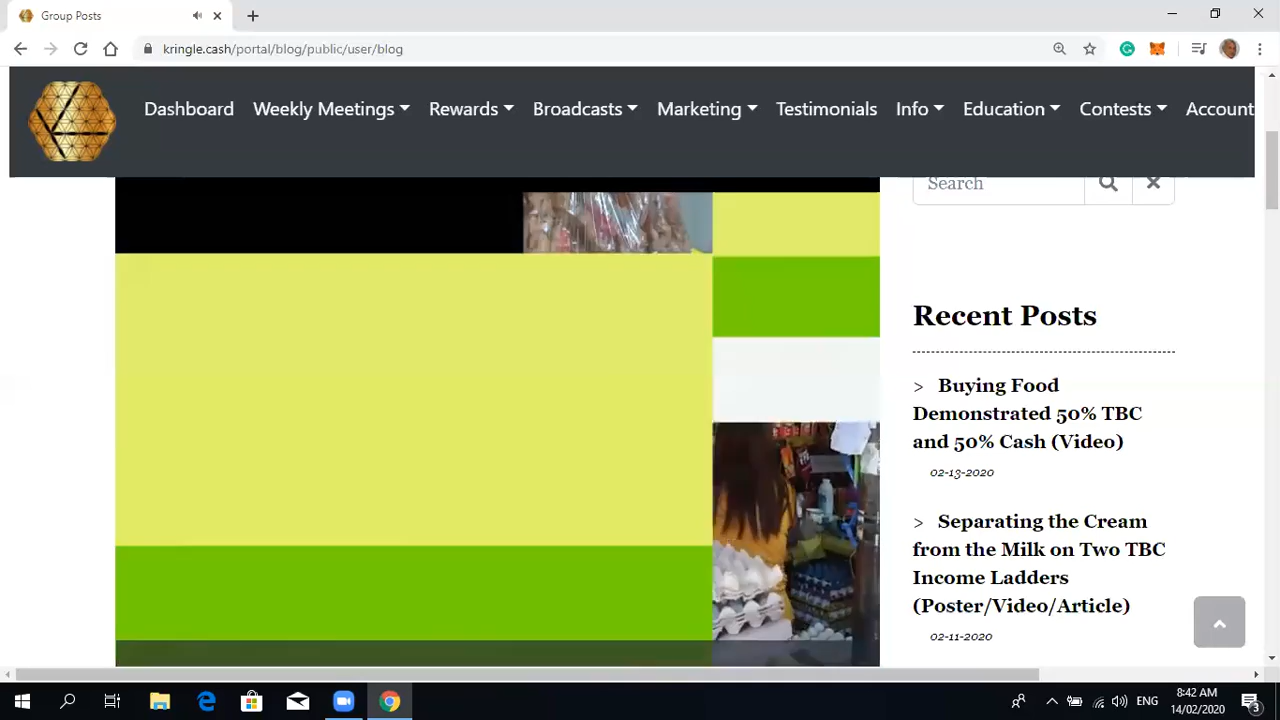 Group Posts
kringle.cash/portal/blog/public/user/blog
Dashboard Weekly Meetings Rewards Broadcasts Marketing Testimonials Info Education Contests Account
Search
Recent Posts
> Buying Food
Demonstrated 50% TBC
and 50% Cash (Video)
02-13-2020
> Separating the Cream
from the Milk on Two TBC
Income Ladders
(Poster/Video/Article)
02-11-2020
ENG
8:42 AM
14/02/2020
3